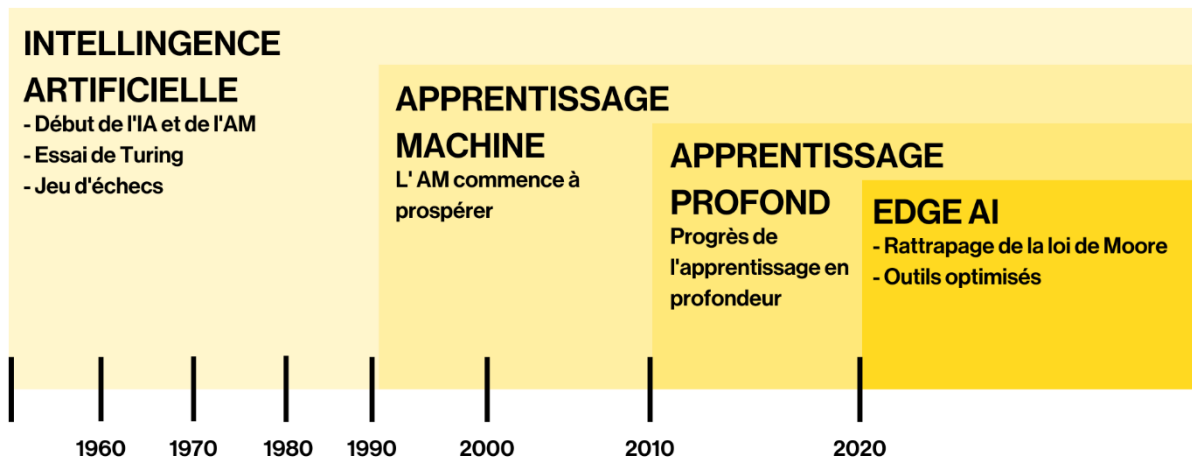 INTELLINGENCE
ARTIFICIELLE
- Début de l'IA et de l'AM
- Essai de Turing
- Jeu d'échecs
APPRENTISSAGE
MACHINE
L' AM commence à
prospérer
APPRENTISSAGE
PROFOND
Progrès de
l'apprentissage en
profondeur
EDGE AI
- Rattrapage de la loi de Moore
- Outils optimisés
1960 1970 1980 1990 2000 2010 2020